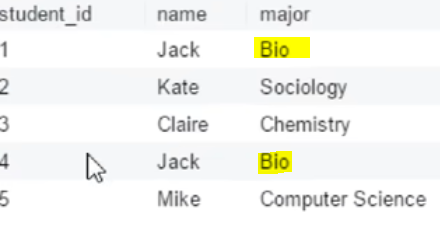 student_id name major
1 Jack Bio
2 Kate Sociology
3 Claire Chemistry
4 Jack Bio
5 Mike Computer Science